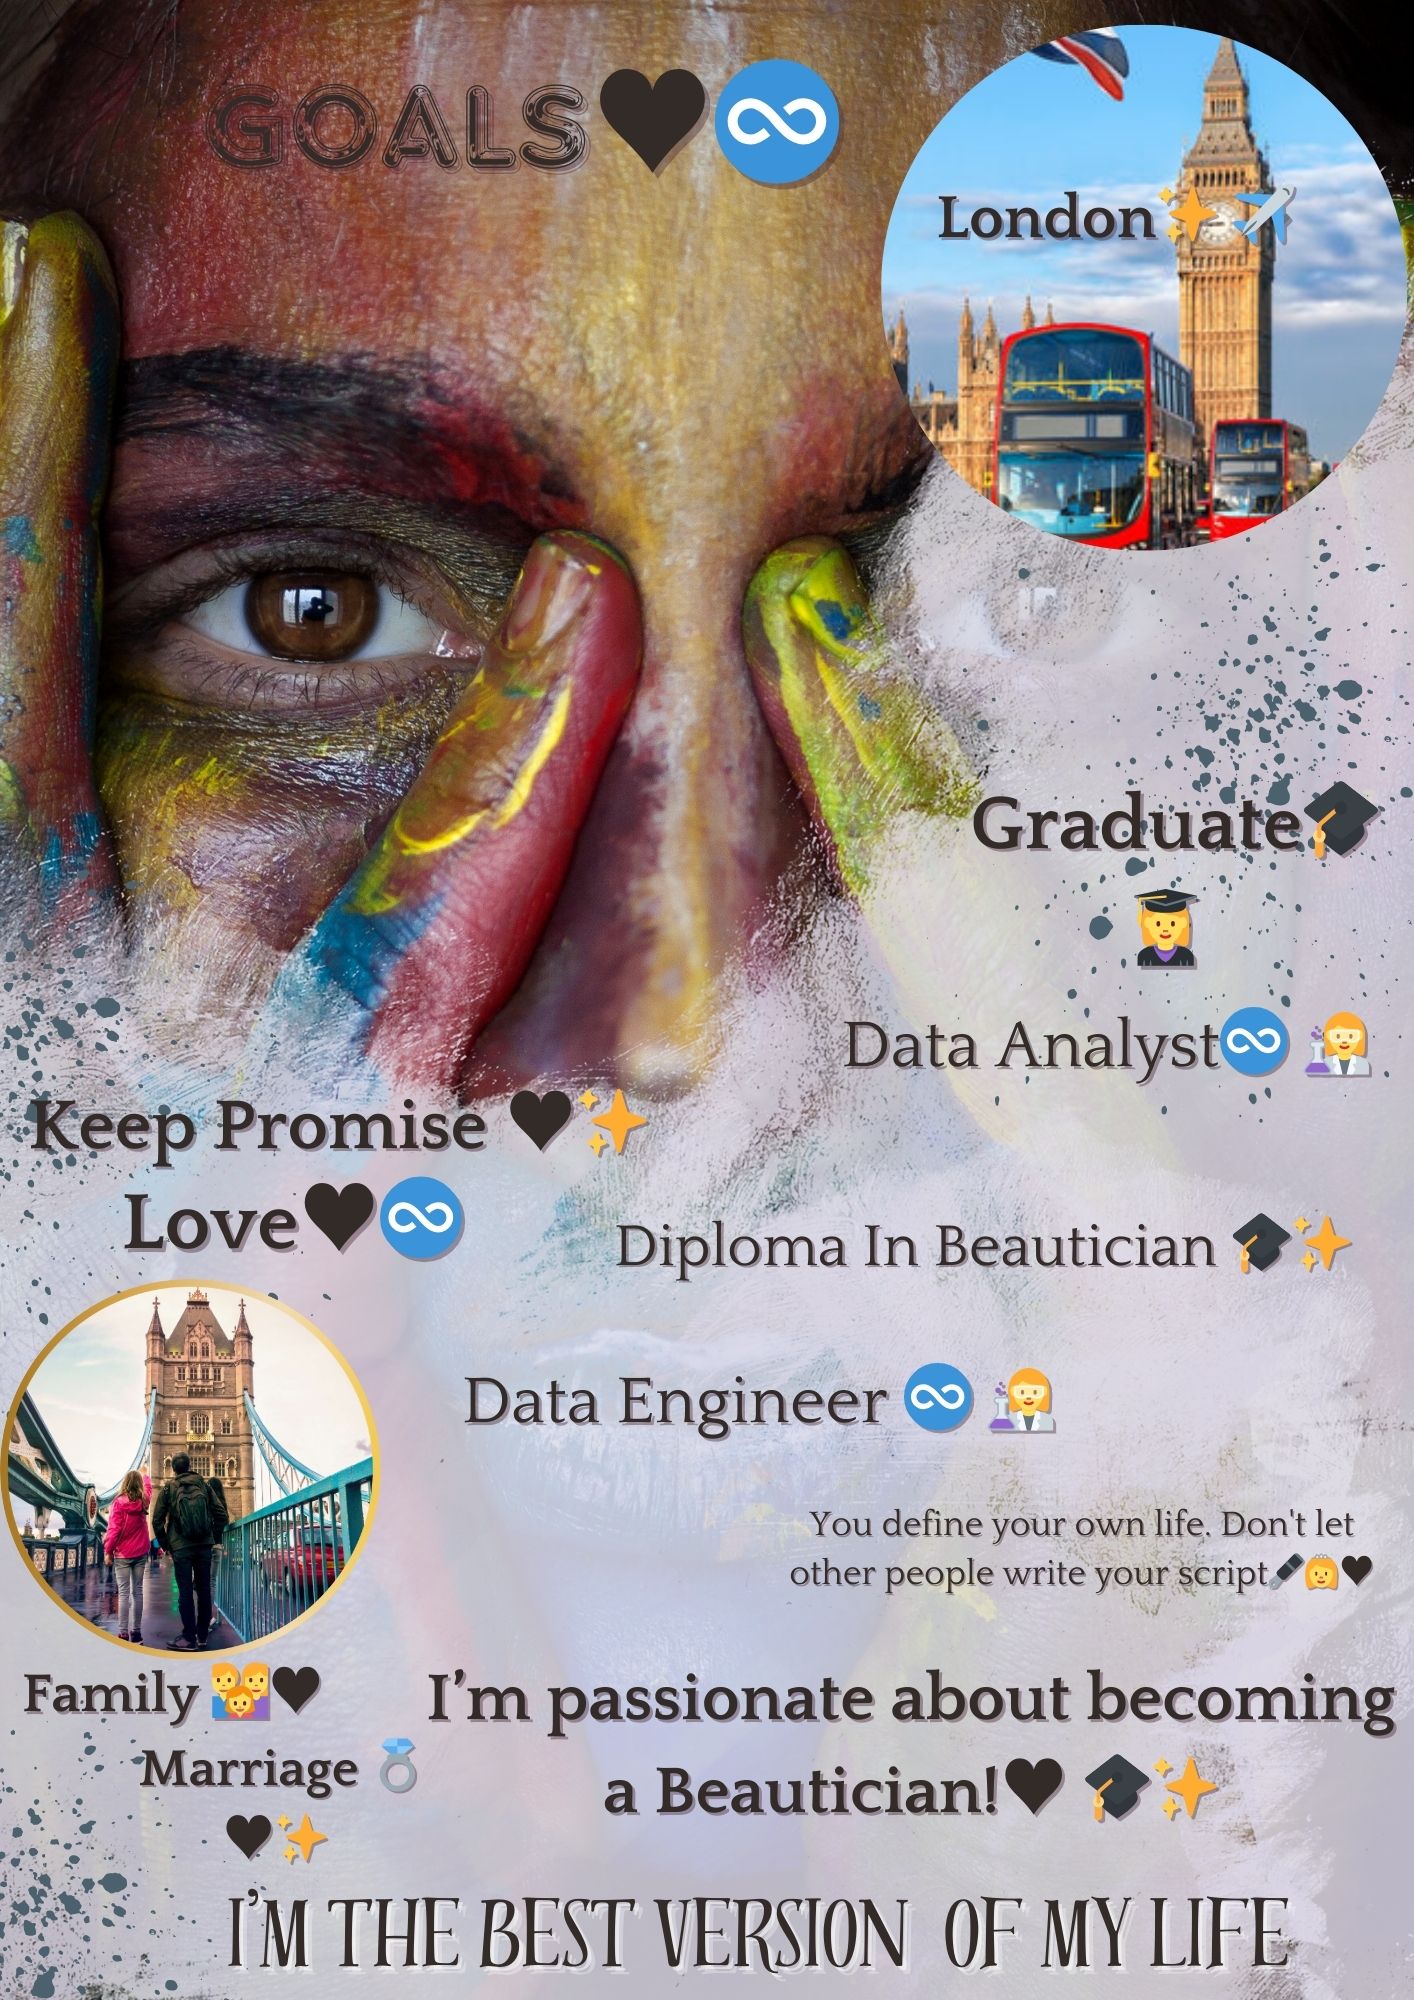 GOALS🖤♾️
London✨ ✈️
Graduate🎓
👩‍🎓
Data Analyst♾️ 👩‍🔬
Keep Promise 🖤✨
Love🖤♾️
Diploma In Beautician 🎓✨
Data Engineer ♾️ 👩‍🔬
You define your own life. Don't let
other people write your script🖋️👸🖤
Family 👨‍👩‍👧🖤
Marriage 💍
🖤✨
I'm passionate about becoming
a Beautician!🖤 🎓✨
I'M THE BEST VERSION OF MY LIFE